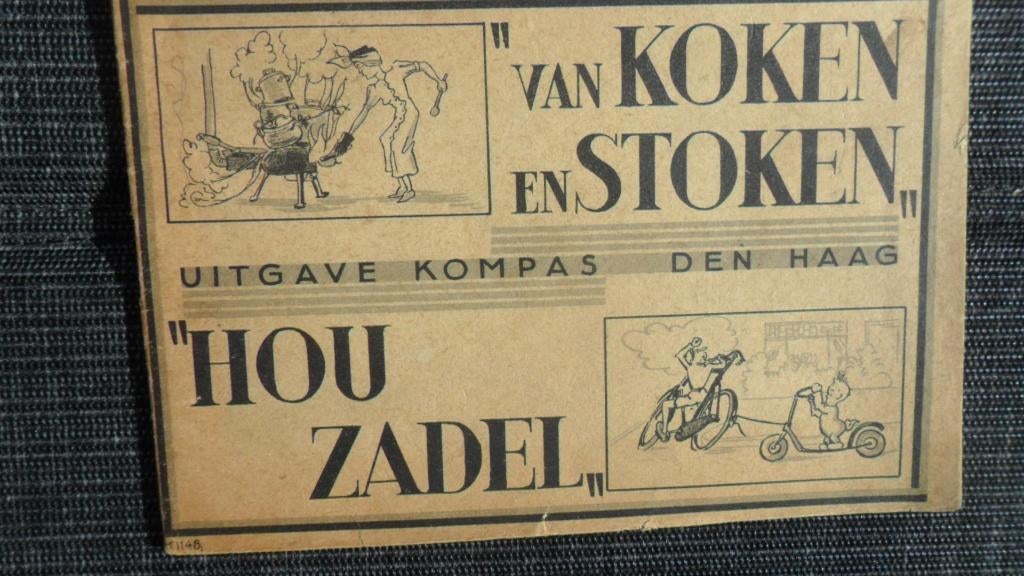 "VAN KOKEN
EN STOKEN"
UITGAVE KOMPAS DEN HAAG
"HOU
ZADEL"